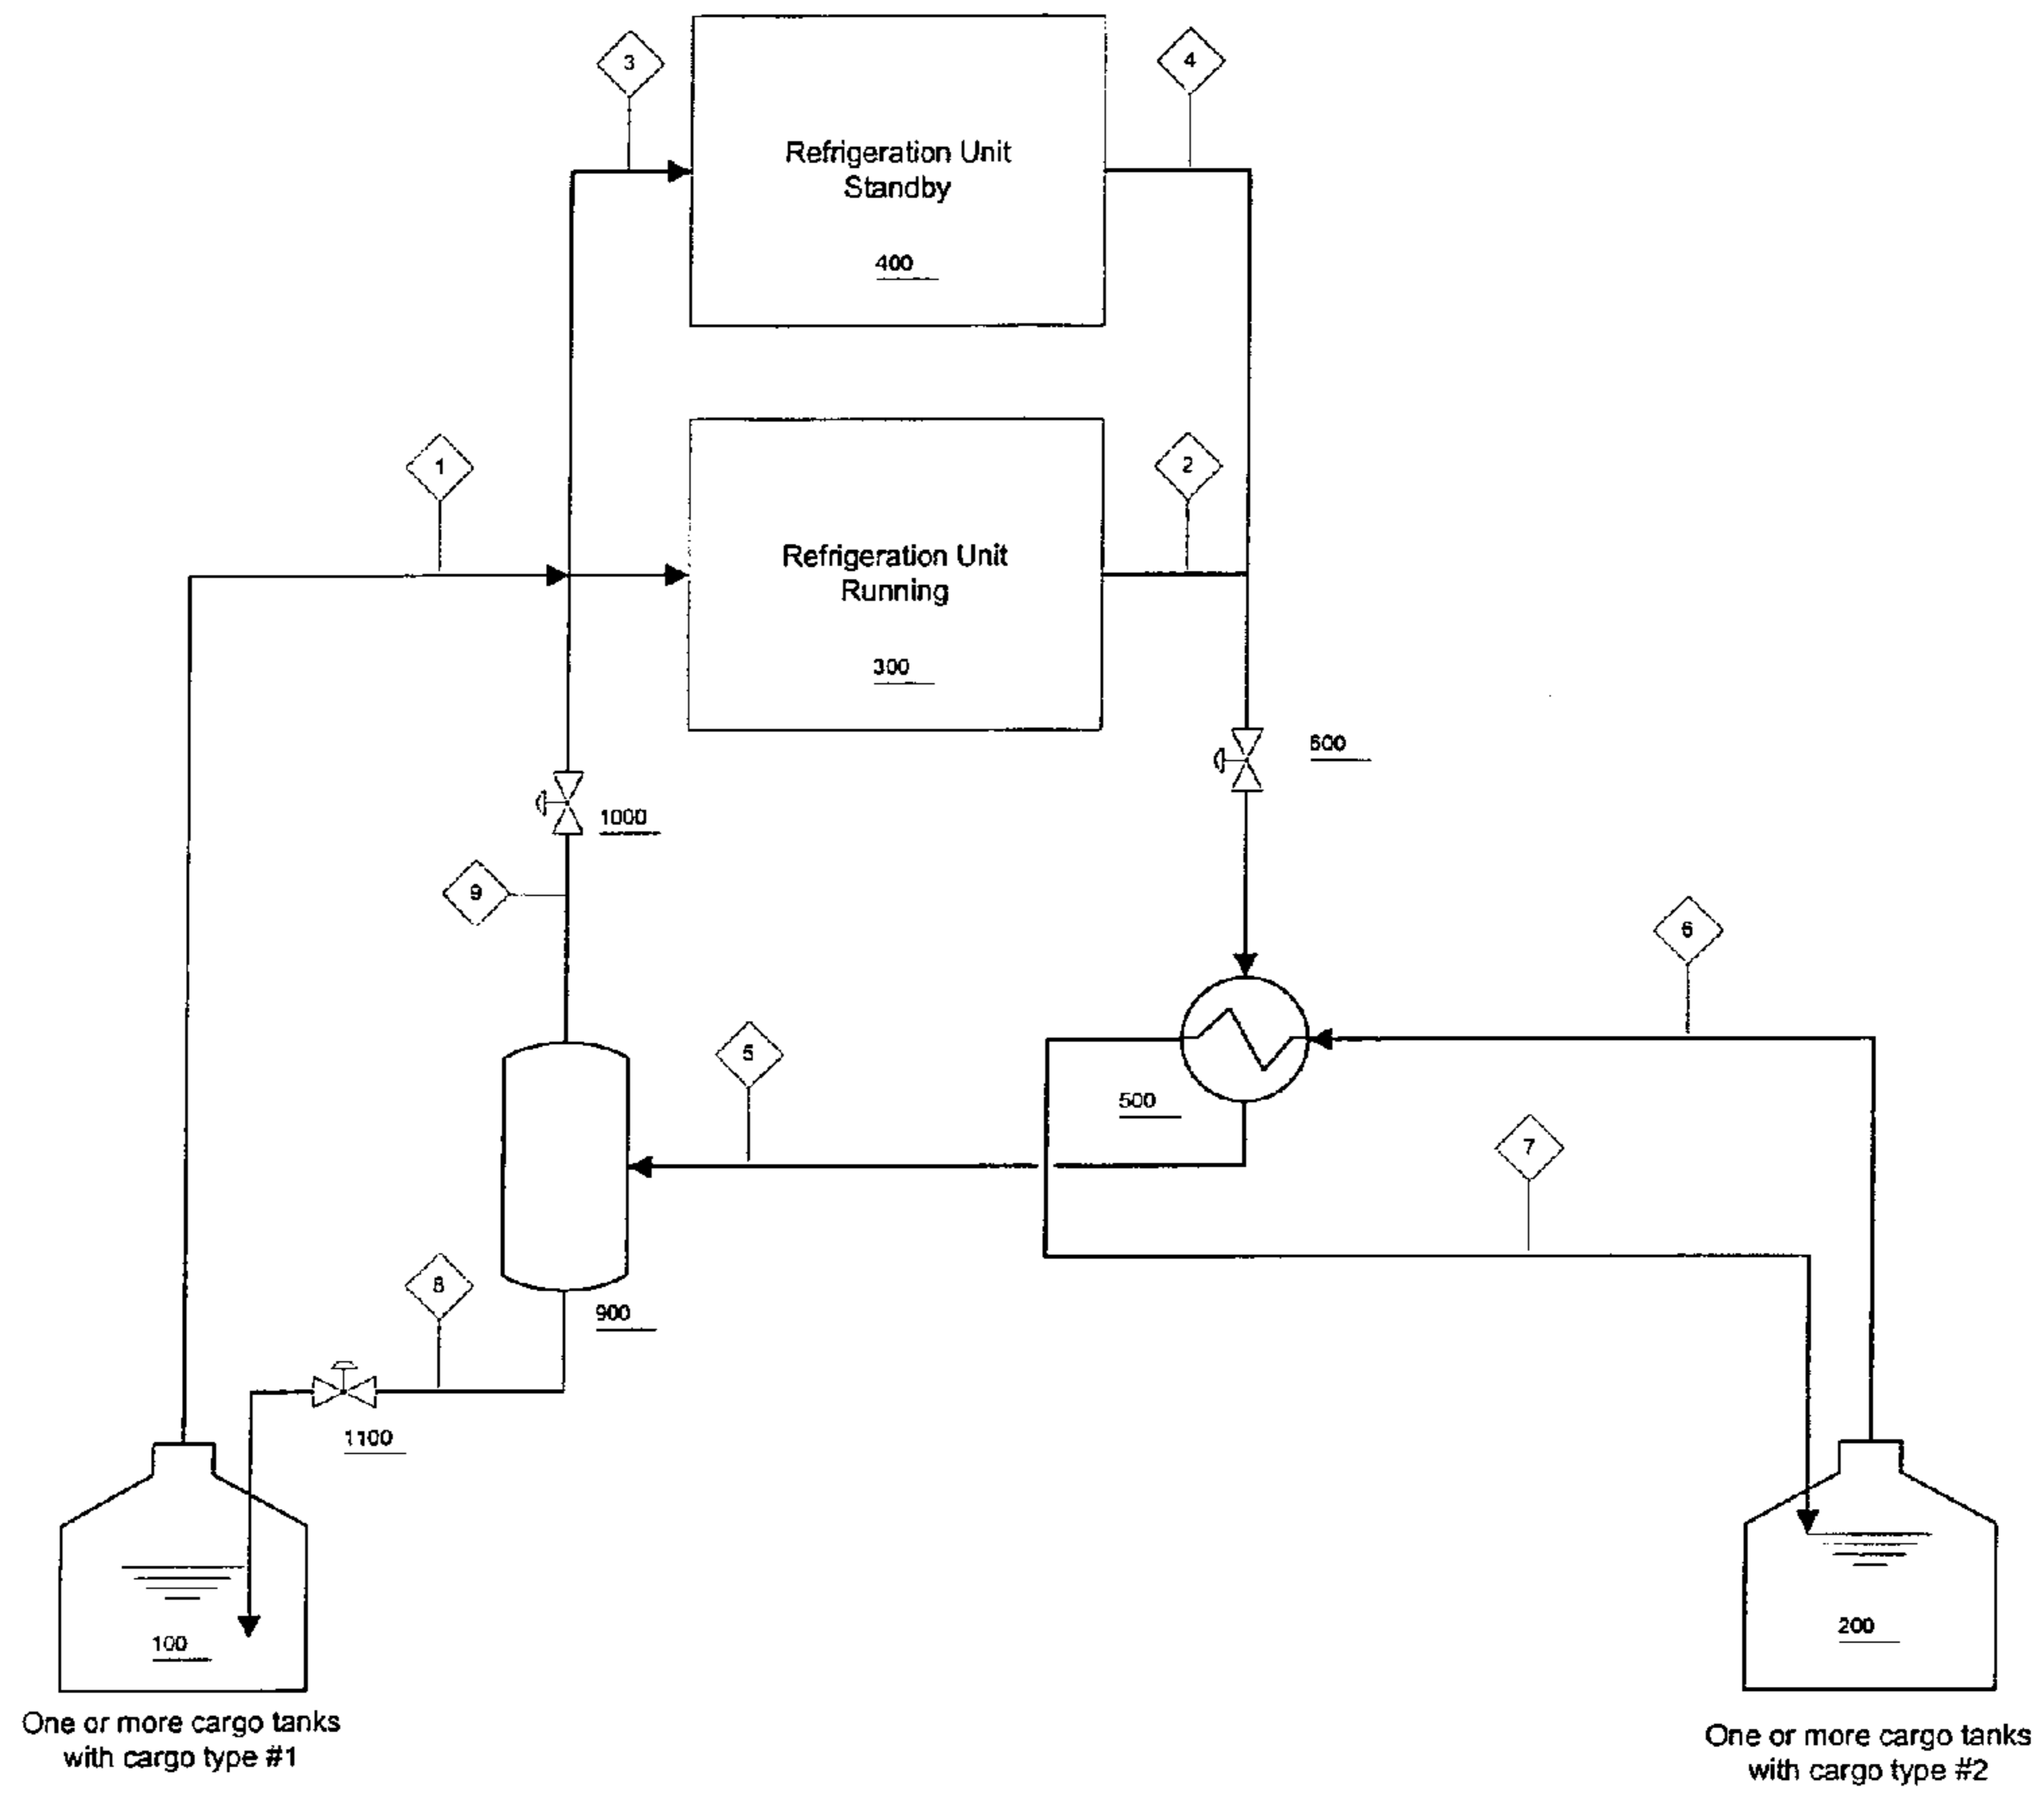 3
4
Refrigeration Unit
Standby
400
1
2
Refrigeration Unit
Running
300
600
1000
9
6
5
500
7
8
900
1100
100
200
One or more cargo tanks
with cargo type #1
One or more cargo tanks
with cargo type #2